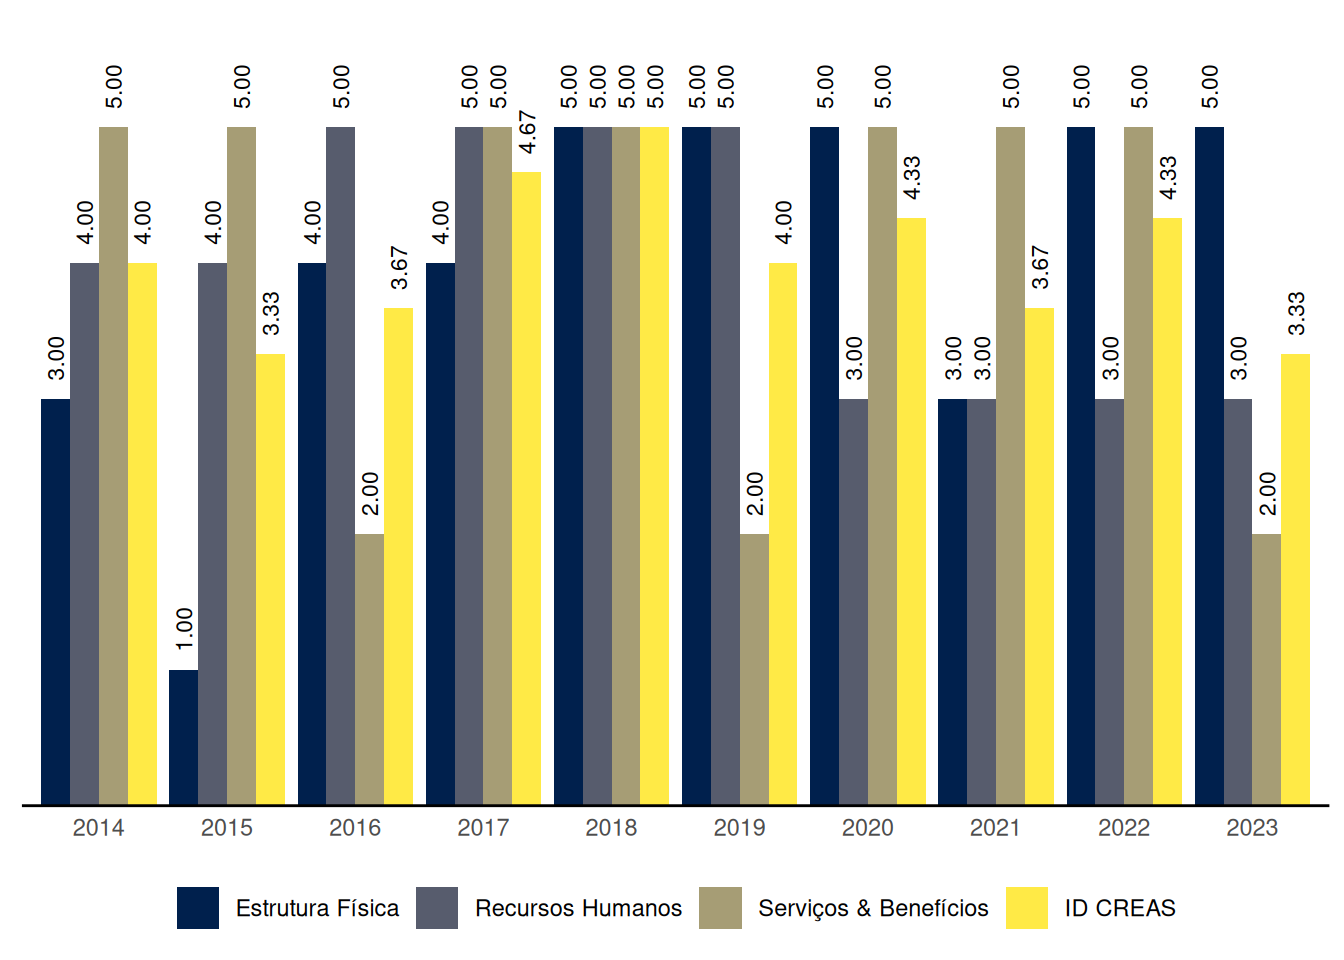 3.00 4.00 5.00 4.00
1.00 4.00 5.00 3.33
4.00 5.00 2.00 3.67
4.00 5.00 5.00 4.67
5.00 5.00 5.00 5.00
5.00 5.00 2.00 4.00
5.00 3.00 5.00 4.33
3.00 3.00 5.00 3.67
5.00 3.00 5.00 4.33
5.00 3.00 2.00 3.33
2014 2015 2016 2017 2018 2019 2020 2021 2022 2023
Estrutura Física Recursos Humanos Serviços & Benefícios ID CREAS